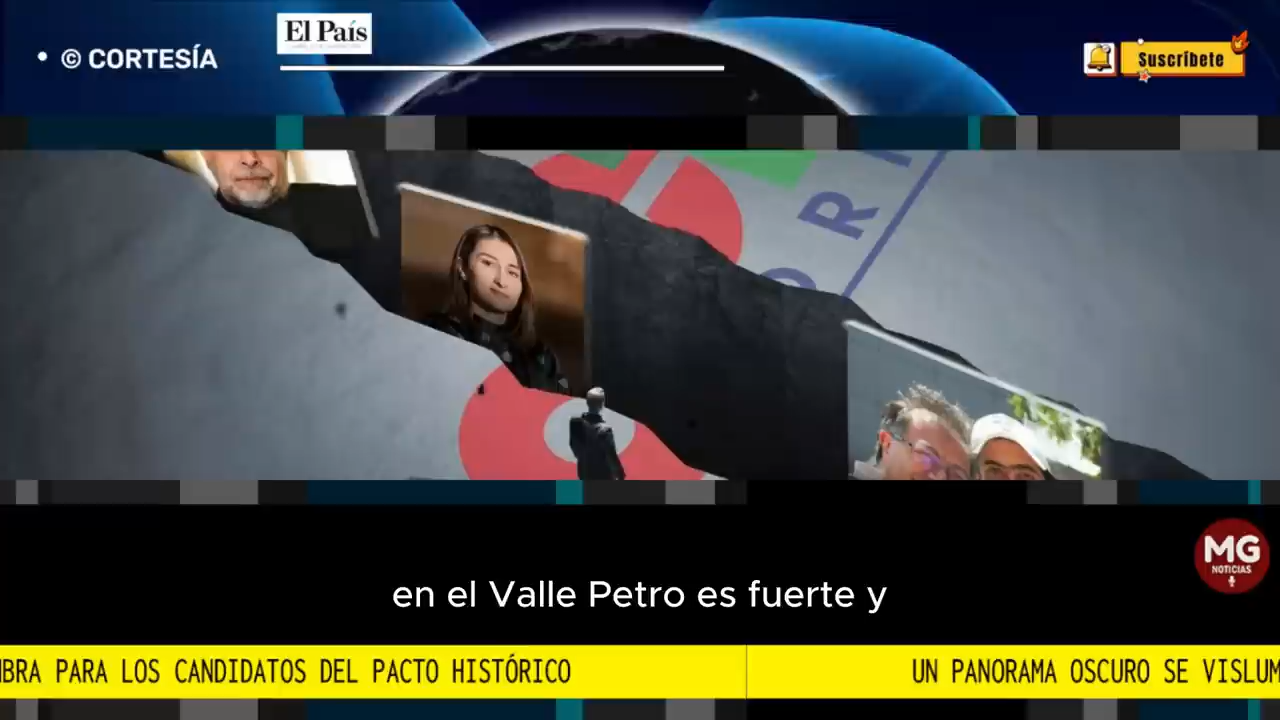 • © CORTESÍA
El País
Suscríbete
ORI
MG
NOTICIAS
en el Valle Petro es fuerte y
BRA PARA LOS CANDIDATOS DEL PACTO HISTÓRICO
UN PANORAMA OSCURO SE VISLUM